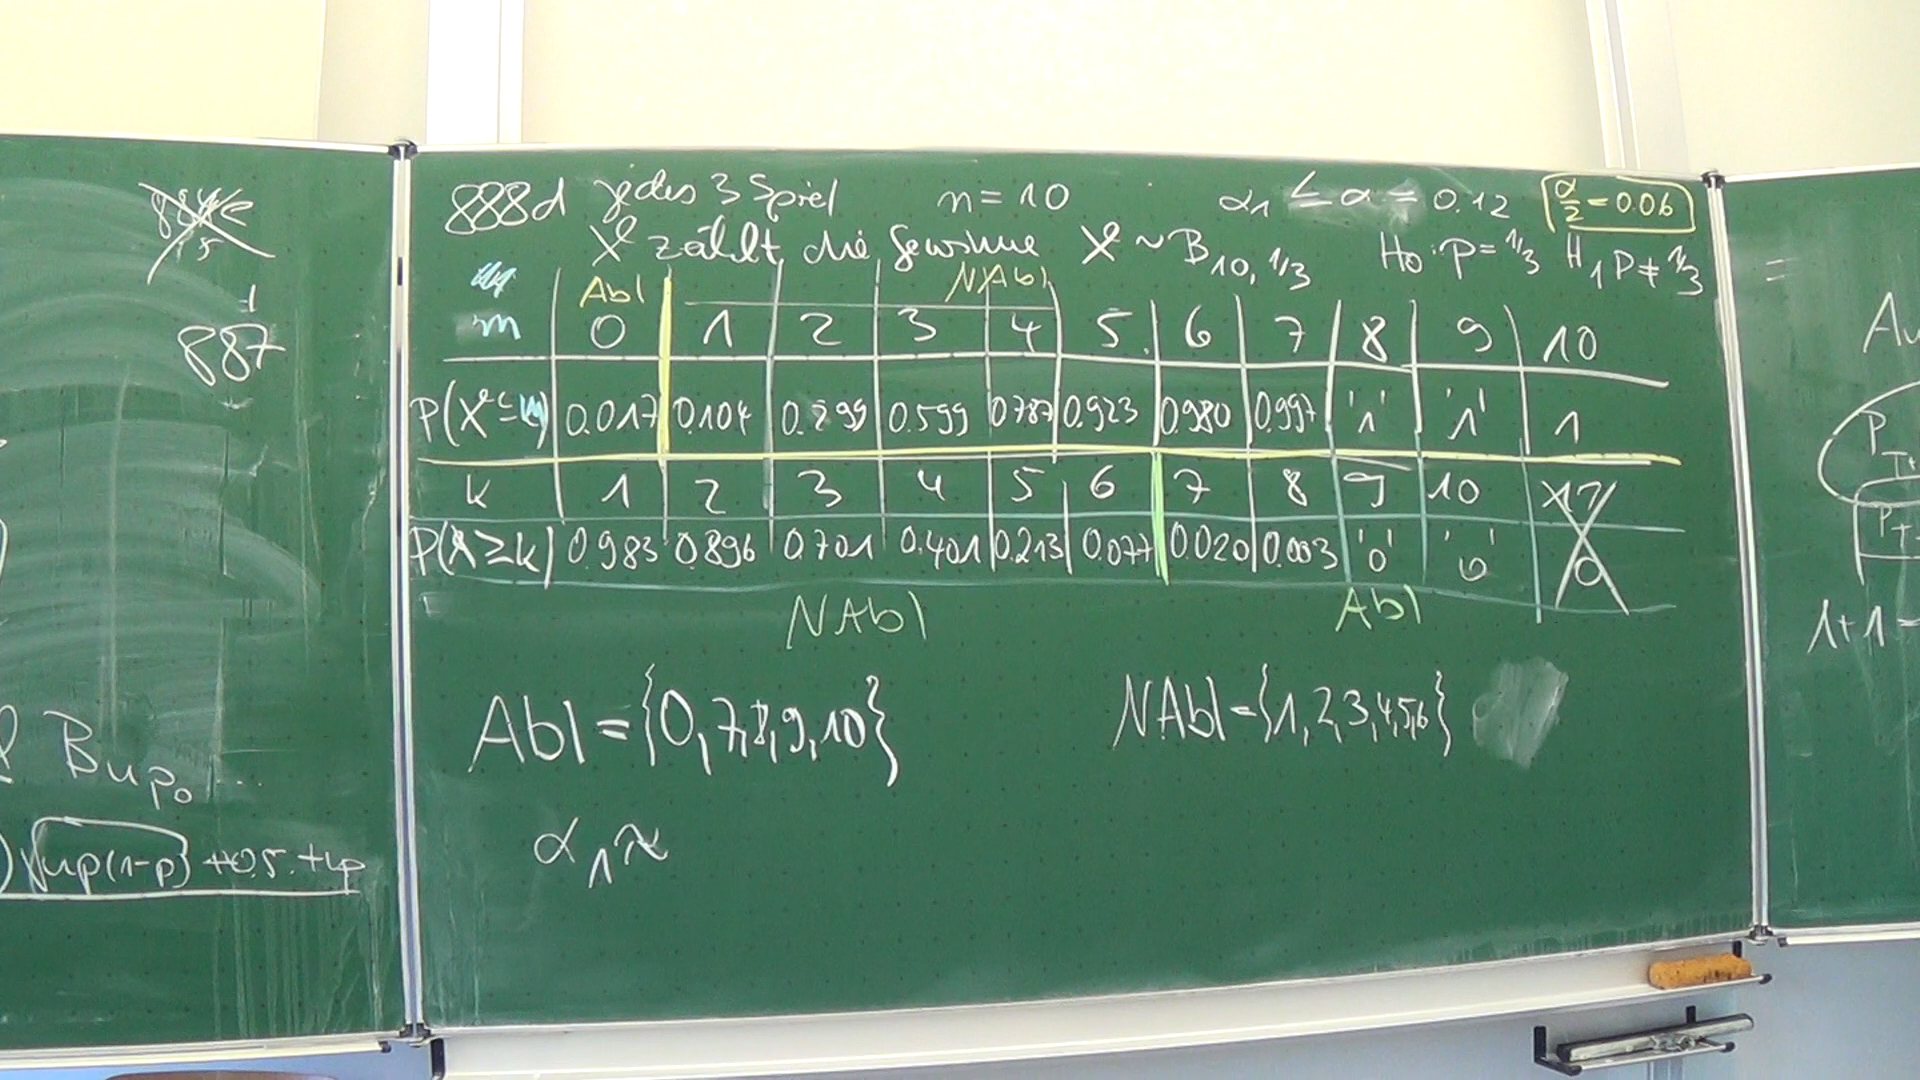 887
Bnp₀
√np(1-p) +0.5.+np
888d jedes 3 Spiel n=10 α₁ ≤ α = 0.12 α/2 = 0.06
X zählt die Gewinne X ~ B₁₀,₁/₃ H₀: p = 1/3 H₁ p ≠ 1/3
Abl NAbl
m 0 1 2 3 4 5 6 7 8 9 10
P(X≤m) 0.017 0.104 0.299 0.599 0.787 0.923 0.980 0.997 '1' '1' 1
k 1 2 3 4 5 6 7 8 9 10
P(X≥k) 0.983 0.896 0.701 0.401 0.213 0.077 0.020 0.003 '0' '0' 0
NAbl Abl
Abl = {0,7,8,9,10} NAbl = {1,2,3,4,5,6}
α₁ ≈
=
1+1=